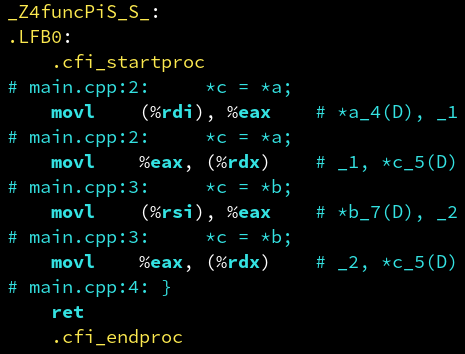 _Z4funcPiS_S_:
.LFB0:
    .cfi_startproc
# main.cpp:2:     *c = *a;
    movl    (%rdi), %eax    # *a_4(D), _1
# main.cpp:2:     *c = *a;
    movl    %eax, (%rdx)    # _1, *c_5(D)
# main.cpp:3:     *c = *b;
    movl    (%rsi), %eax    # *b_7(D), _2
# main.cpp:3:     *c = *b;
    movl    %eax, (%rdx)    # _2, *c_5(D)
# main.cpp:4: }
    ret
    .cfi_endproc